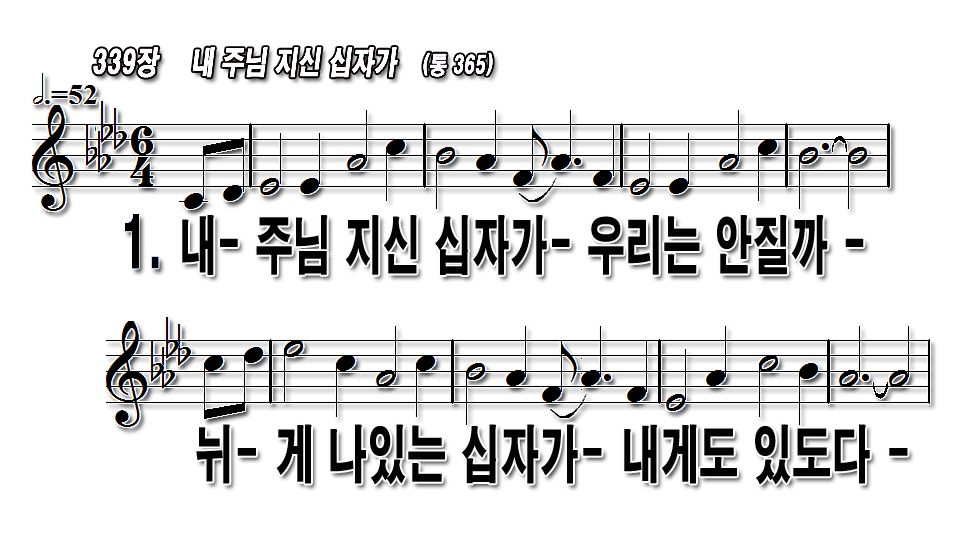 339장 내 주님 지신 십자가 (통 365)
𝅗𝅥.=52
6
4
1. 내- 주님 지신 십자가- 우리는 안질까 -
뉘- 게 나있는 십자가- 내게도 있도다 -